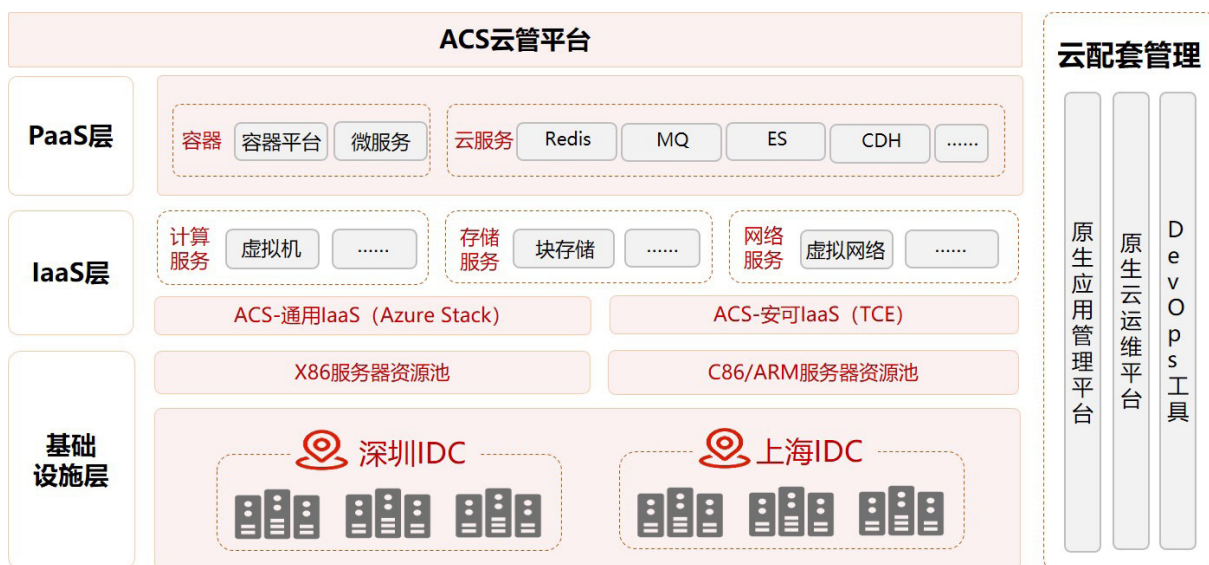 ACS云管平台
云配套管理
PaaS层
容器
容器平台
微服务
云服务
Redis
MQ
ES
CDH
......
IaaS层
计算
服务
虚拟机
......
存储
服务
块存储
......
网络
服务
虚拟网络
......
ACS-通用IaaS（Azure Stack）
ACS-安可IaaS（TCE）
基础
设施层
X86服务器资源池
C86/ARM服务器资源池
深圳IDC
上海IDC
原生应用管理平台
原生云运维平台
DevOps工具